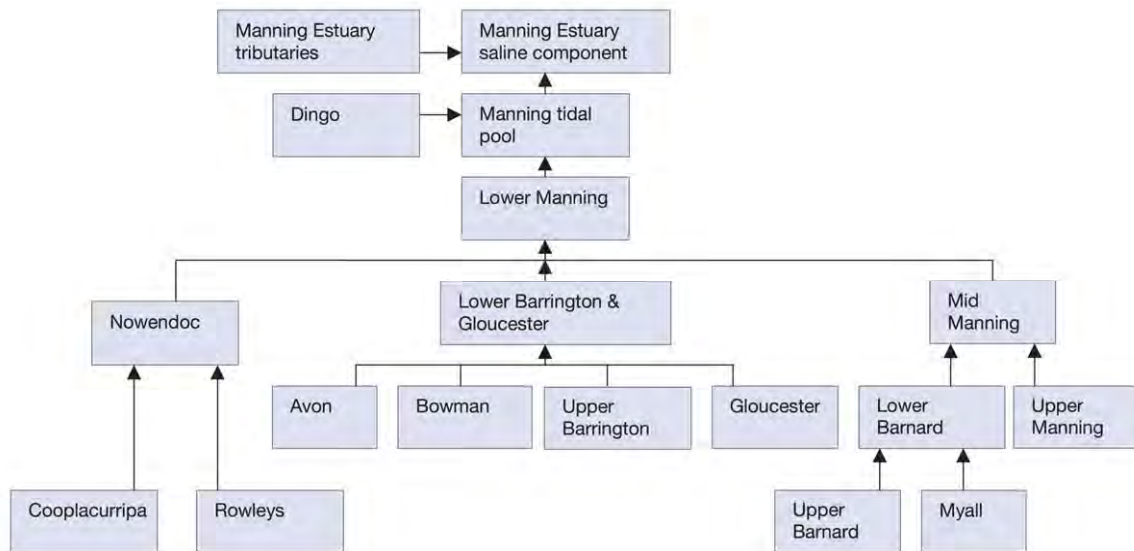 Manning Estuary
tributaries
Manning Estuary
saline component
Dingo
Manning tidal
pool
Lower Manning
Nowendoc
Lower Barrington &
Gloucester
Mid
Manning
Avon
Bowman
Upper
Barrington
Gloucester
Lower
Barnard
Upper
Manning
Cooplacurripa
Rowleys
Upper
Barnard
Myall